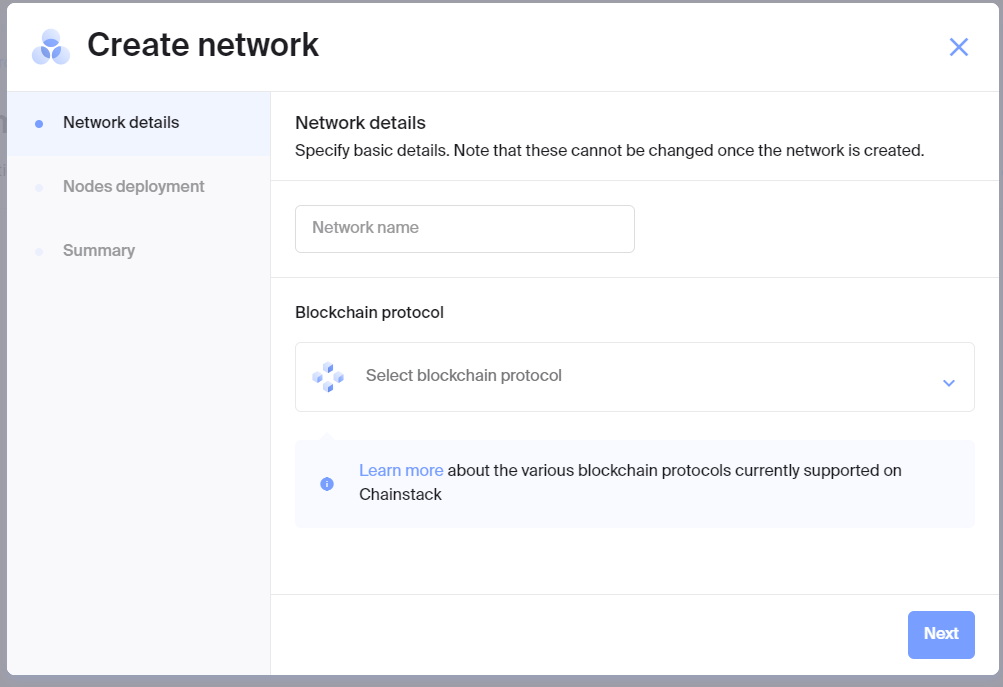 Create network
Network details
Nodes deployment
Summary
Network details
Specify basic details. Note that these cannot be changed once the network is created.
Network name
Blockchain protocol
Select blockchain protocol
Learn more about the various blockchain protocols currently supported on
Chainstack
Next